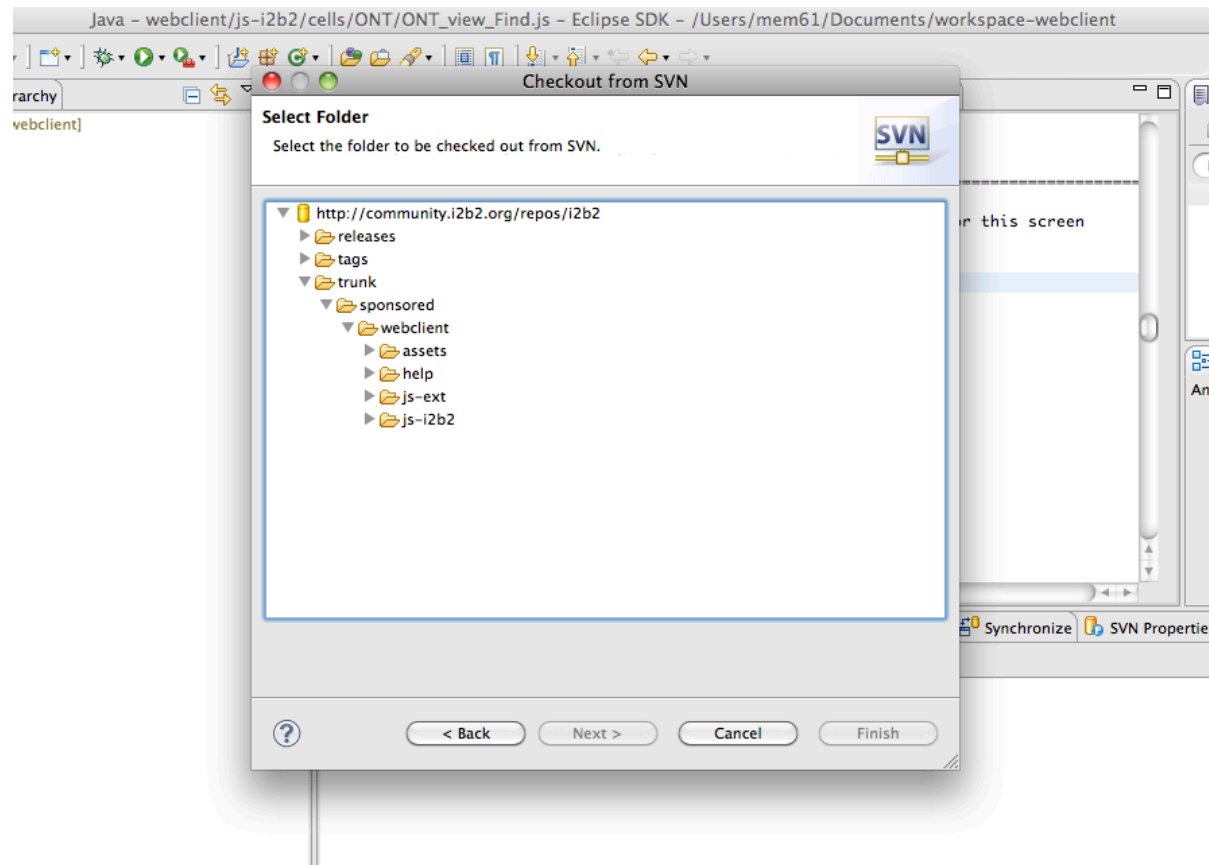 Java – webclient/js-i2b2/cells/ONT/ONT_view_Find.js – Eclipse SDK – /Users/mem61/Documents/workspace-webclient
Checkout from SVN
rarchy
webclient]
Select Folder
Select the folder to be checked out from SVN.
SVN
http://community.i2b2.org/repos/i2b2
releases
tags
trunk
sponsored
webclient
assets
help
js-ext
js-i2b2
r this screen
An
Synchronize
SVN Propertie
?
< Back
Next >
Cancel
Finish